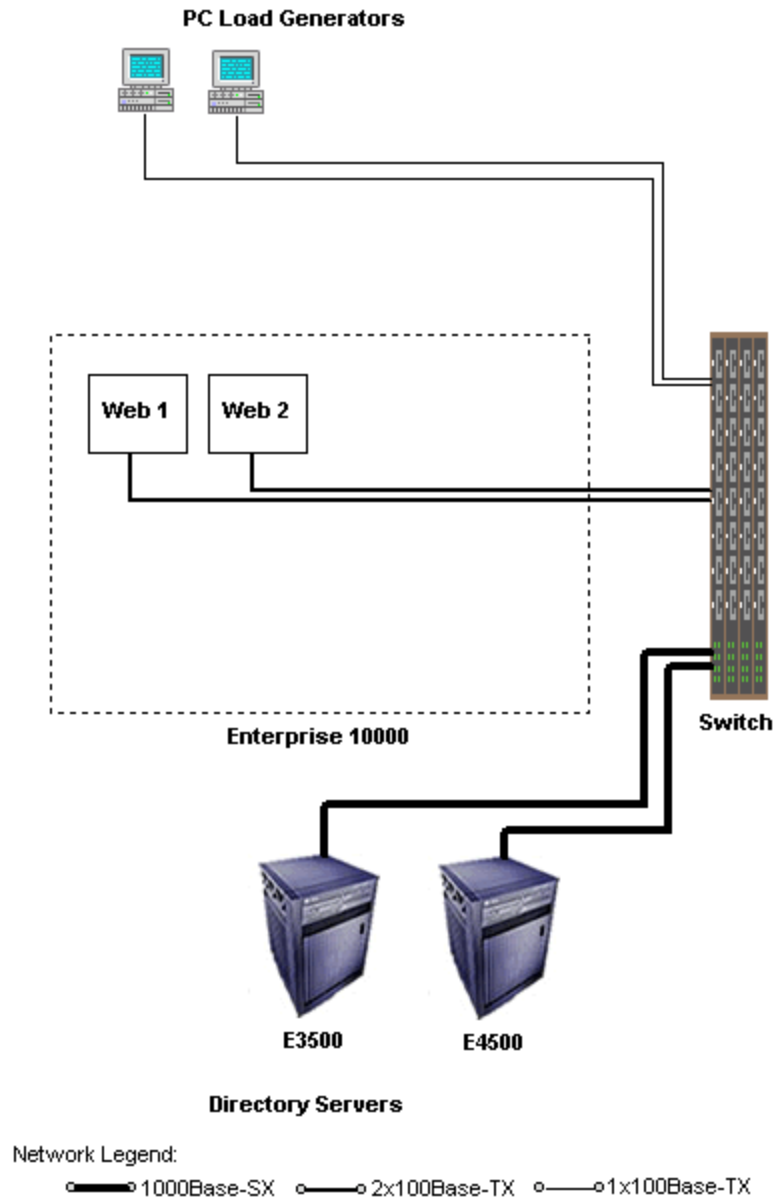 PC Load Generators
Web 1
Web 2
Enterprise 10000
Switch
E3500
E4500
Directory Servers
Network Legend:
1000Base-SX
2x100Base-TX
1x100Base-TX